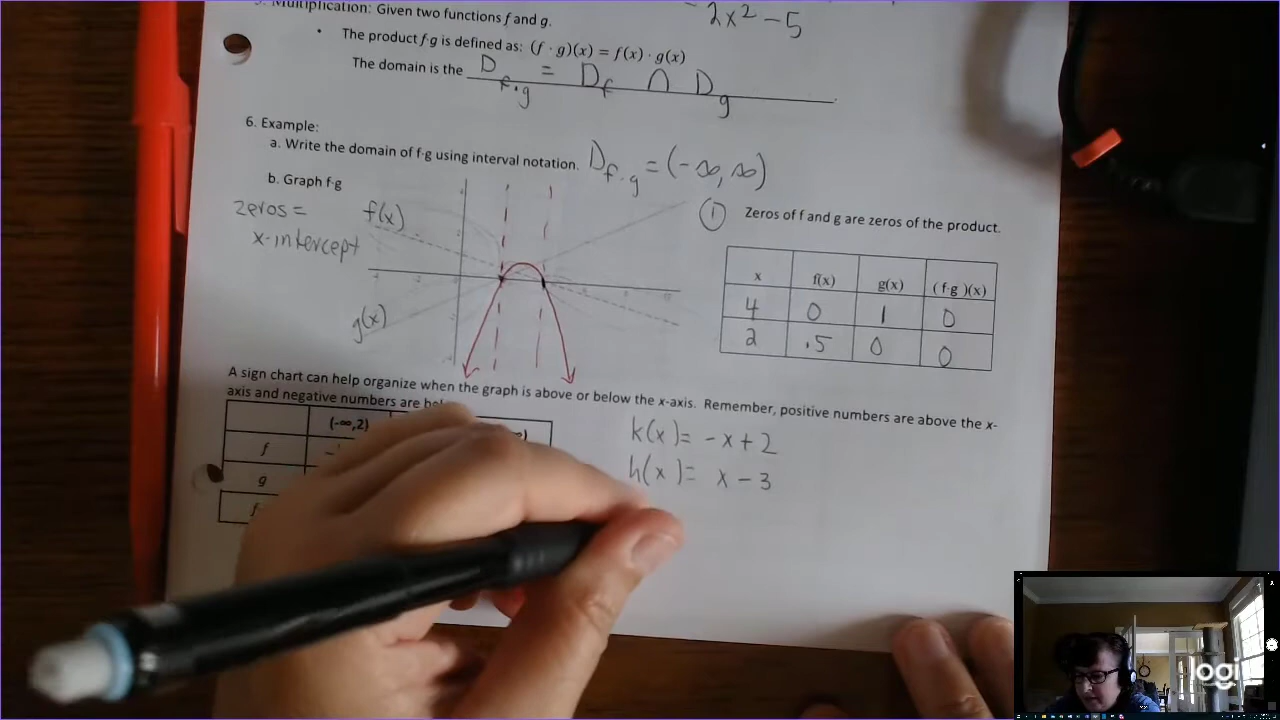 Multiplication: Given two functions f and g.
2x² − 5
• The product f·g is defined as: (f · g)(x) = f(x) · g(x)
The domain is the D_f·g = D_f ∩ D_g
6. Example:
a. Write the domain of f·g using interval notation. D_f·g = (-∞, ∞)
b. Graph f·g
zeros =
x-intercept
f(x)
g(x)
① Zeros of f and g are zeros of the product.
x f(x) g(x) (f·g)(x)
4 0 1 0
2 .5 0 0
A sign chart can help organize when the graph is above or below the x-axis. Remember, positive numbers are above the x-
axis and negative numbers are
(-∞,2)
f
g
k(x) = -x + 2
h(x) = x - 3
logi